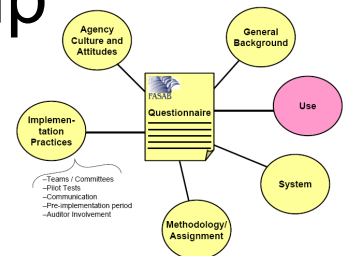 up
Agency
Culture and
Attitudes
General
Background
FASAB
Questionnaire
Use
Implemen-
tation
Practices
–Teams / Committees
–Pilot Tests
–Communication
–Pre-implementation period
–Auditor Involvement
System
Methodology/
Assignment